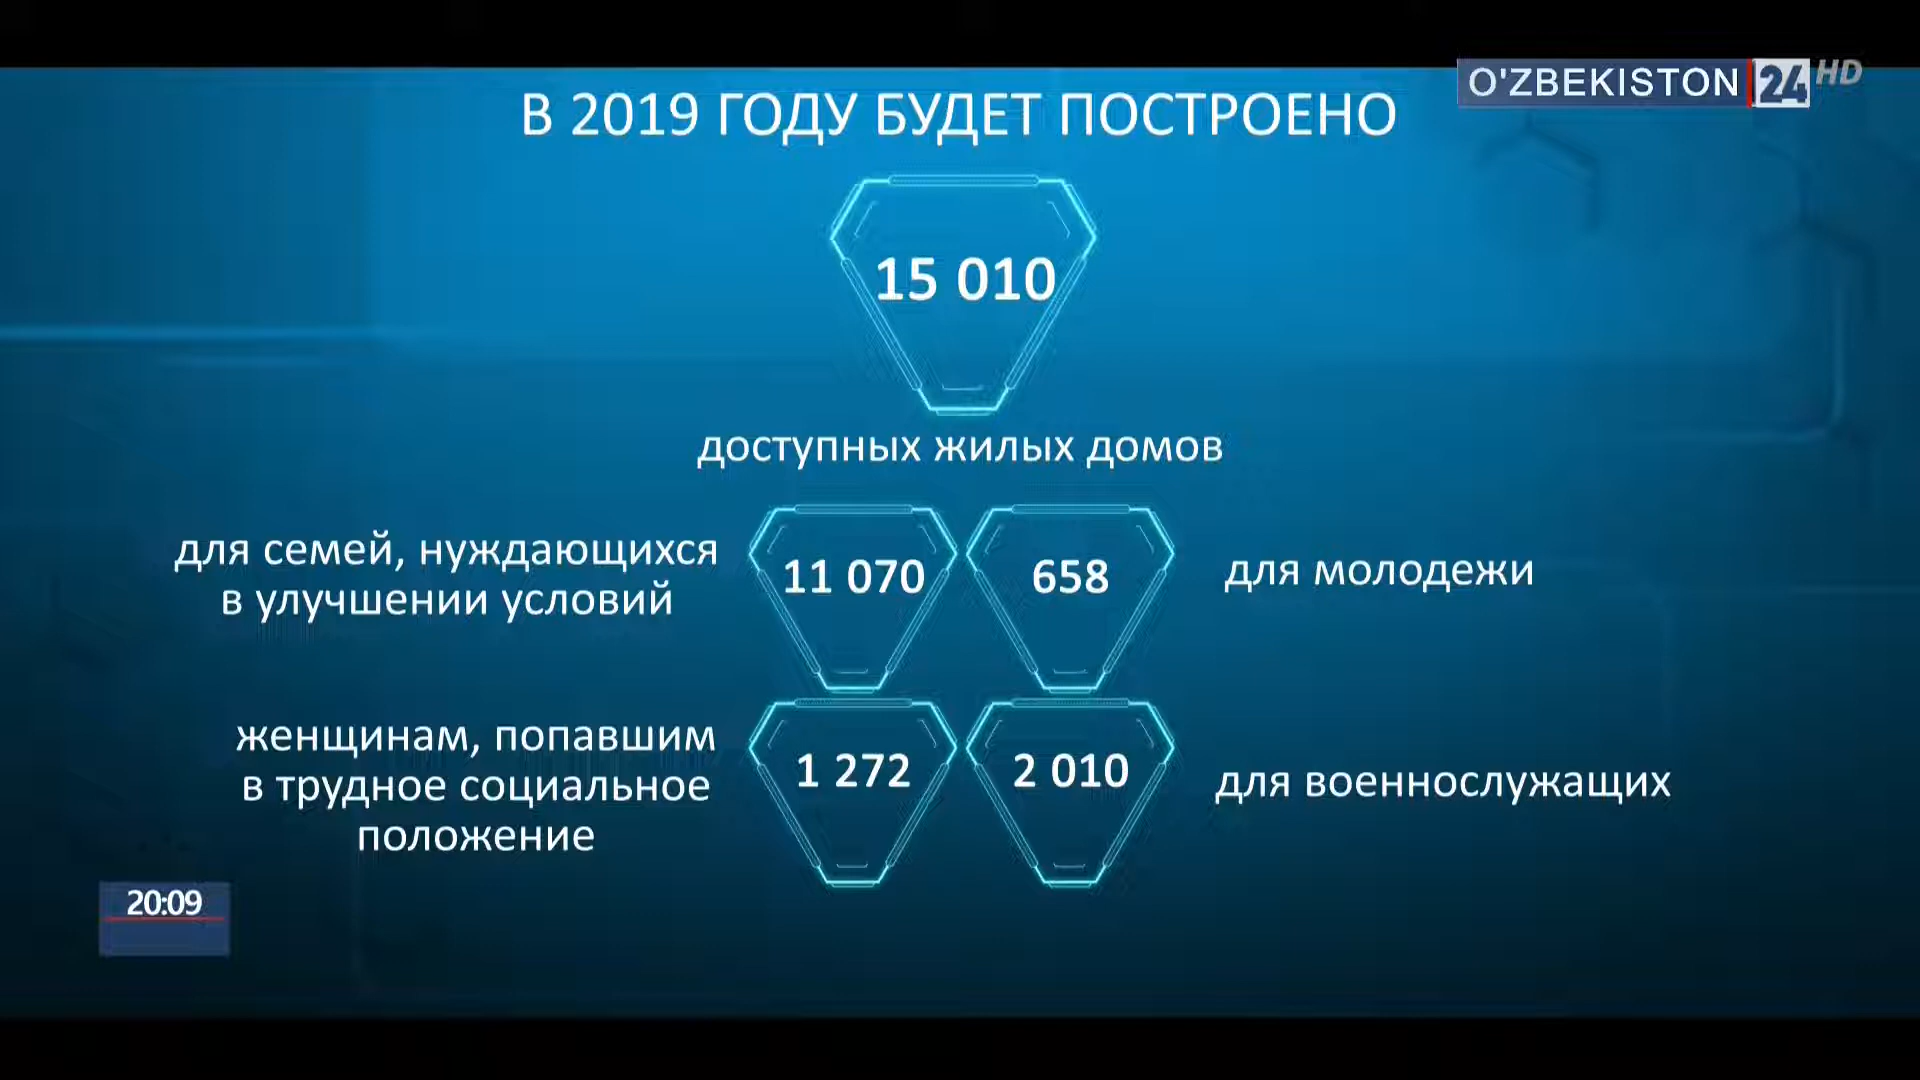 O'ZBEKISTON 24 HD
В 2019 ГОДУ БУДЕТ ПОСТРОЕНО
15 010
доступных жилых домов
для семей, нуждающихся
в улучшении условий
11 070
658
для молодежи
женщинам, попавшим
в трудное социальное
положение
1 272
2 010
для военнослужащих
20:09